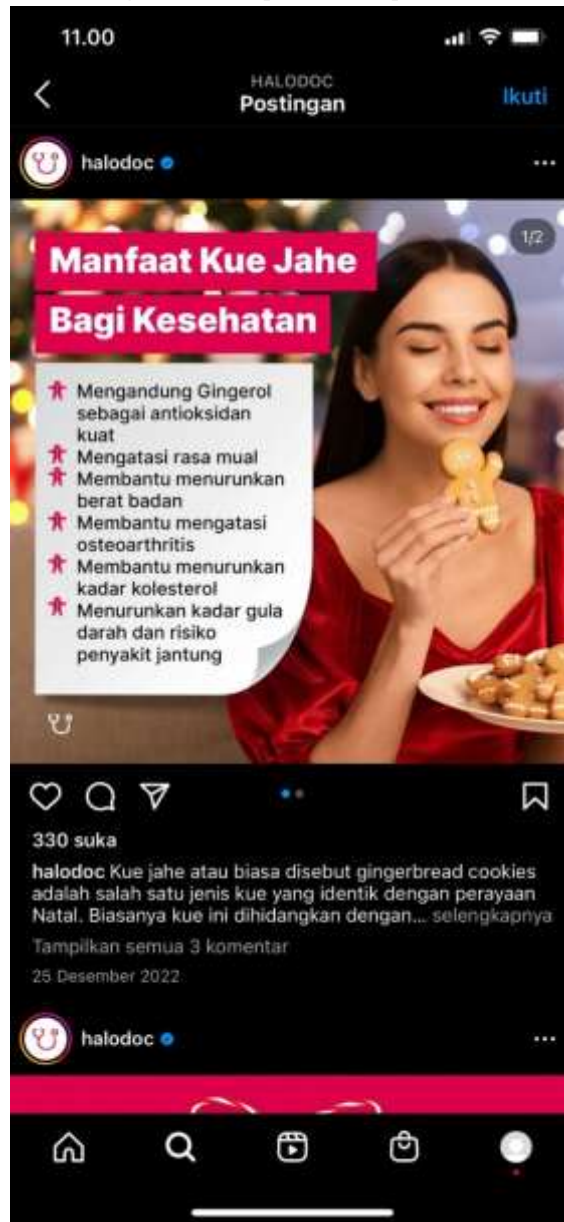 11.00
HALODOC
Postingan
Ikuti
halodoc
1/2
Manfaat Kue Jahe
Bagi Kesehatan
Mengandung Gingerol
sebagai antioksidan
kuat
Mengatasi rasa mual
Membantu menurunkan
berat badan
Membantu mengatasi
osteoarthritis
Membantu menurunkan
kadar kolesterol
Menurunkan kadar gula
darah dan risiko
penyakit jantung
330 suka
halodoc Kue jahe atau biasa disebut gingerbread cookies
adalah salah satu jenis kue yang identik dengan perayaan
Natal. Biasanya kue ini dihidangkan dengan... selengkapnya
Tampilkan semua 3 komentar
25 Desember 2022
halodoc